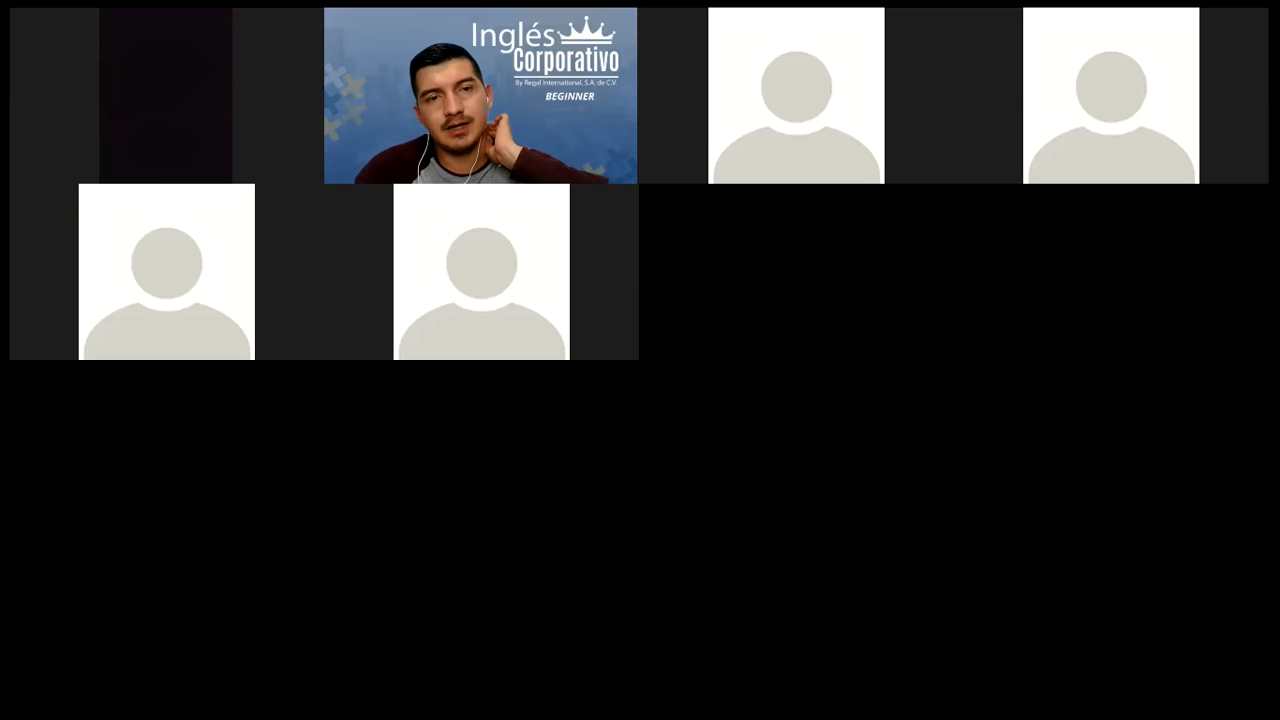 Inglés
Corporativo
By Regal International, S.A. de C.V.
BEGINNER